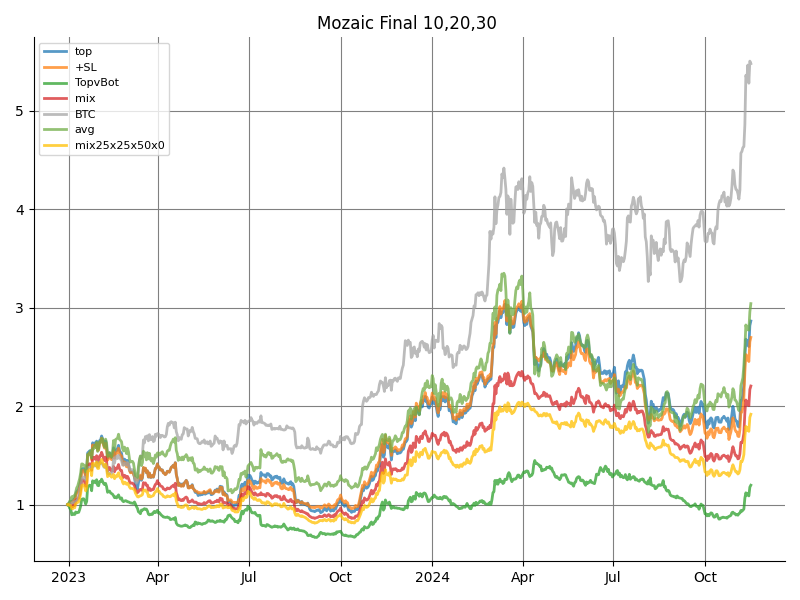 Mozaic Final 10,20,30
top
+SL
TopvBot
mix
BTC
avg
mix25x25x50x0
5
4
3
2
1
2023 Apr Jul Oct 2024 Apr Jul Oct